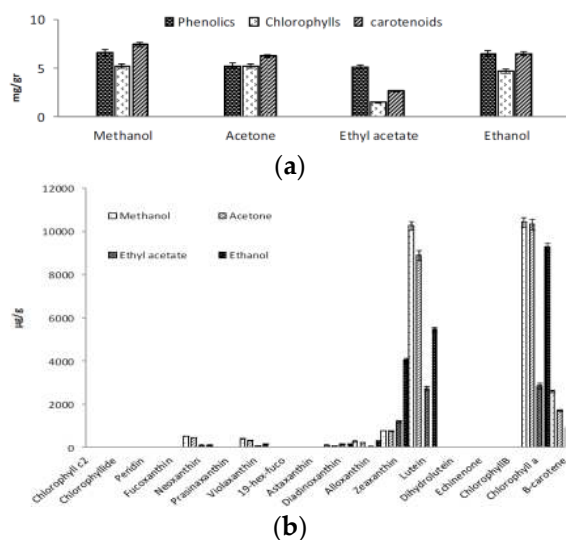 Phenolics Chlorophylls carotenoids
10
5
0
mg/gr
Methanol Acetone Ethyl acetate Ethanol
(a)
12000
10000
8000
6000
4000
2000
0
µg/g
Methanol Acetone
Ethyl acetate Ethanol
Chlorophyll c2
Chlorophyllide
Peridin
Fucoxanthin
Neoxanthin
Prasinaxanthin
Violaxanthin
19-hex-fuco
Astaxanthin
Diadinoxanthin
Alloxanthin
Zeaxanthin
Lutein
Dihydrolutein
Echinenone
ChlorophyllB
Chlorophyll a
B-carotene
(b)